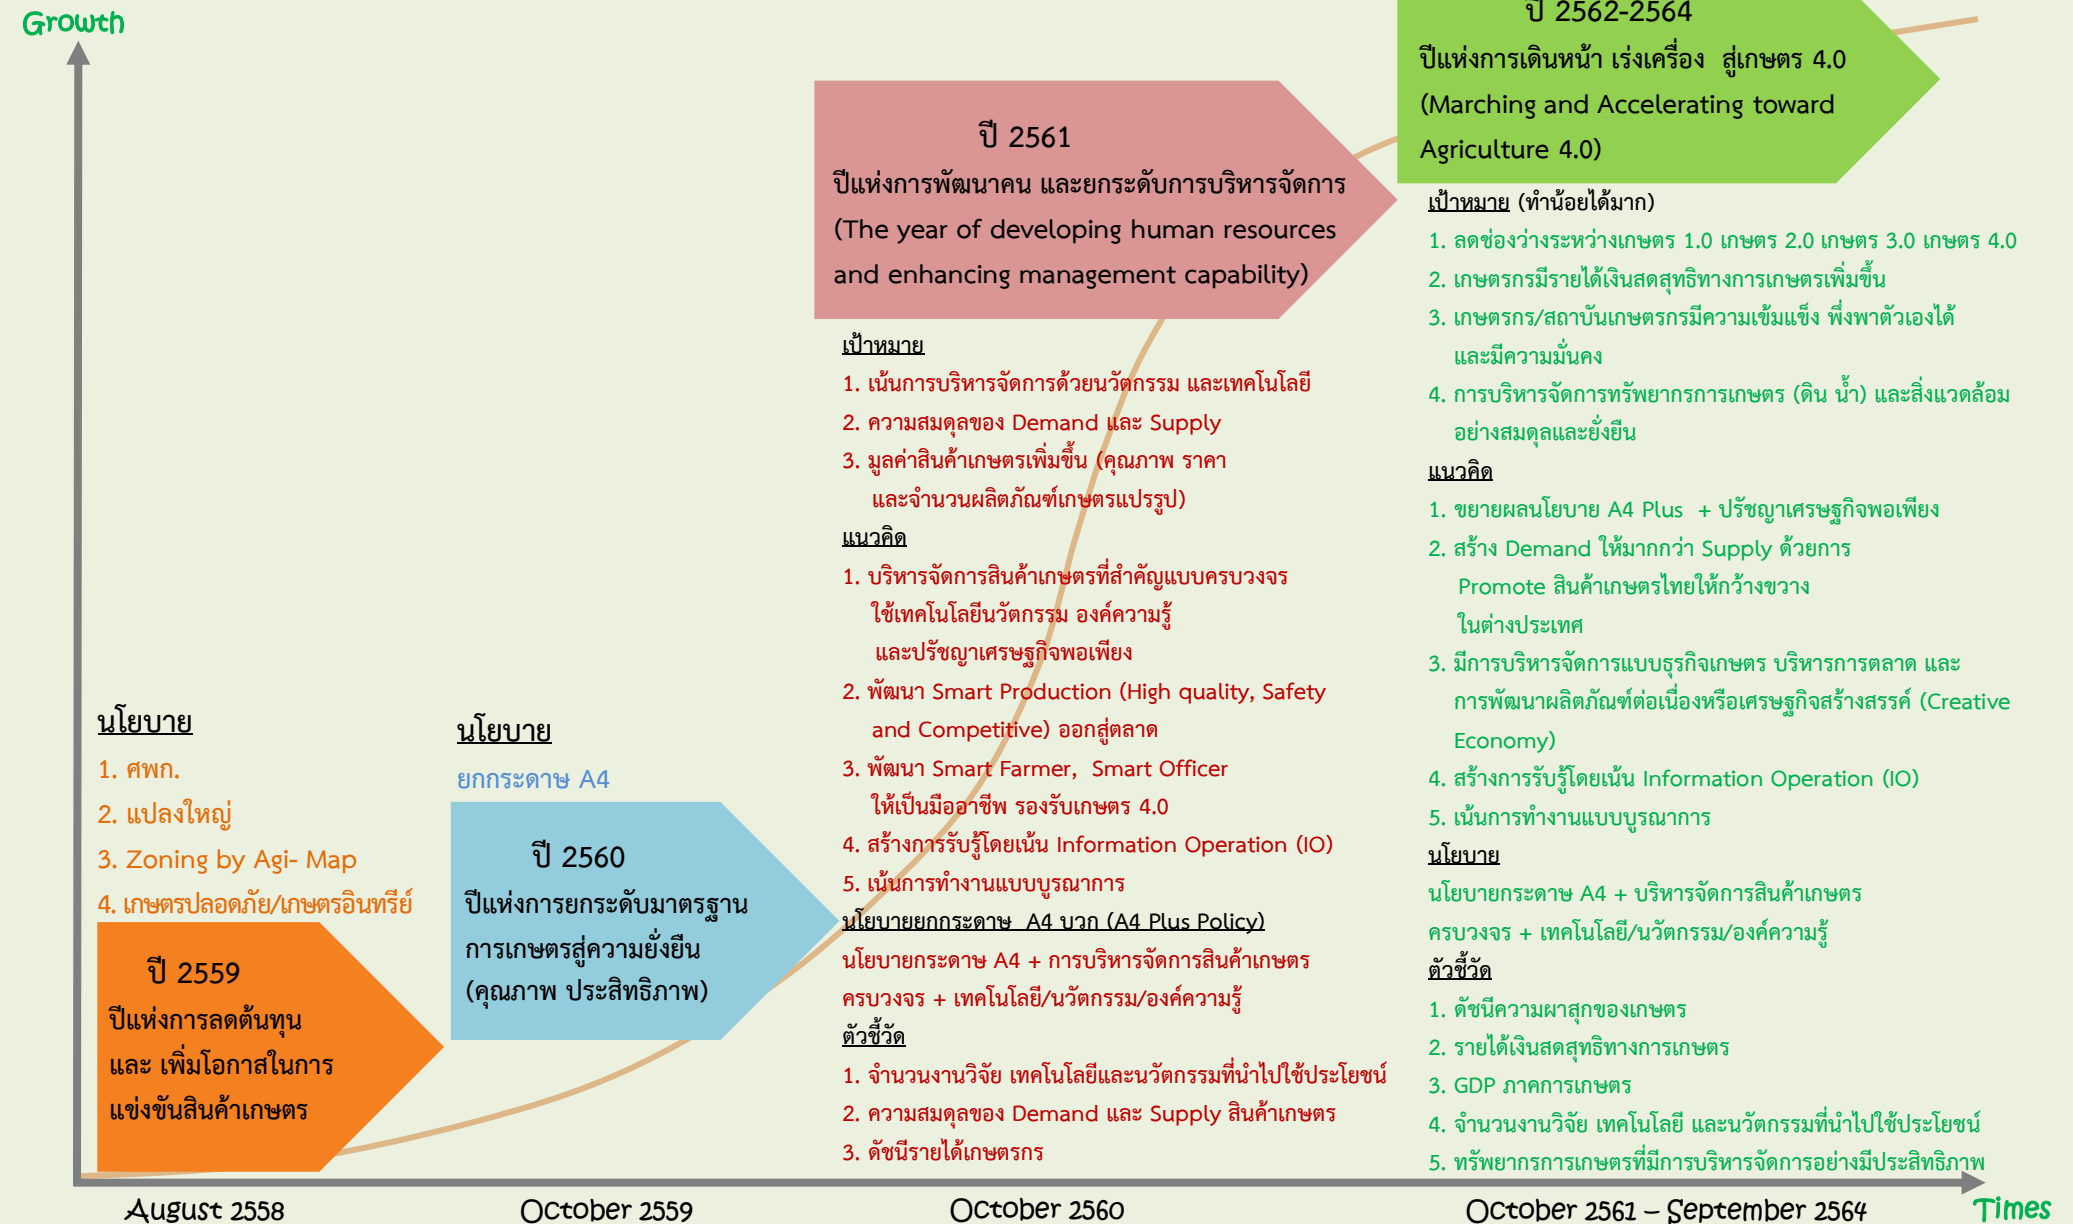 Growth
นโยบาย
1. ศพก.
2. แปลงใหญ่
3. Zoning by Agi- Map
4. เกษตรปลอดภัย/เกษตรอินทรีย์
ปี 2559
ปีแห่งการลดต้นทุน
และ เพิ่มโอกาสในการ
แข่งขันสินค้าเกษตร
นโยบาย
ยกกระดาษ A4
ปี 2560
ปีแห่งการยกระดับมาตรฐาน
การเกษตรสู่ความยั่งยืน
(คุณภาพ ประสิทธิภาพ)
ปี 2561
ปีแห่งการพัฒนาคน และยกระดับการบริหารจัดการ
(The year of developing human resources
and enhancing management capability)
เป้าหมาย
1. เน้นการบริหารจัดการด้วยนวัตกรรม และเทคโนโลยี
2. ความสมดุลของ Demand และ Supply
3. มูลค่าสินค้าเกษตรเพิ่มขึ้น (คุณภาพ ราคา
และจำนวนผลิตภัณฑ์เกษตรแปรรูป)
แนวคิด
1. บริหารจัดการสินค้าเกษตรที่สำคัญแบบครบวงจร
ใช้เทคโนโลยีนวัตกรรม องค์ความรู้
และปรัชญาเศรษฐกิจพอเพียง
2. พัฒนา Smart Production (High quality, Safety
and Competitive) ออกสู่ตลาด
3. พัฒนา Smart Farmer, Smart Officer
ให้เป็นมืออาชีพ รองรับเกษตร 4.0
4. สร้างการรับรู้โดยเน้น Information Operation (IO)
5. เน้นการทำงานแบบบูรณาการ
นโยบายยกกระดาษ A4 บวก (A4 Plus Policy)
นโยบายกระดาษ A4 + การบริหารจัดการสินค้าเกษตร
ครบวงจร + เทคโนโลยี/นวัตกรรม/องค์ความรู้
ตัวชี้วัด
1. จำนวนงานวิจัย เทคโนโลยีและนวัตกรรมที่นำไปใช้ประโยชน์
2. ความสมดุลของ Demand และ Supply สินค้าเกษตร
3. ดัชนีรายได้เกษตรกร
ปี 2562-2564
ปีแห่งการเดินหน้า เร่งเครื่อง สู่เกษตร 4.0
(Marching and Accelerating toward
Agriculture 4.0)
เป้าหมาย (ทำน้อยได้มาก)
1. ลดช่องว่างระหว่างเกษตร 1.0 เกษตร 2.0 เกษตร 3.0 เกษตร 4.0
2. เกษตรกรมีรายได้เงินสดสุทธิทางการเกษตรเพิ่มขึ้น
3. เกษตรกร/สถาบันเกษตรกรมีความเข้มแข็ง พึ่งพาตัวเองได้
และมีความมั่นคง
4. การบริหารจัดการทรัพยากรการเกษตร (ดิน น้ำ) และสิ่งแวดล้อม
อย่างสมดุลและยั่งยืน
แนวคิด
1. ขยายผลนโยบาย A4 Plus + ปรัชญาเศรษฐกิจพอเพียง
2. สร้าง Demand ให้มากกว่า Supply ด้วยการ
Promote สินค้าเกษตรไทยให้กว้างขวาง
ในต่างประเทศ
3. มีการบริหารจัดการแบบธุรกิจเกษตร บริหารการตลาด และ
การพัฒนาผลิตภัณฑ์ต่อเนื่องหรือเศรษฐกิจสร้างสรรค์ (Creative
Economy)
4. สร้างการรับรู้โดยเน้น Information Operation (IO)
5. เน้นการทำงานแบบบูรณาการ
นโยบาย
นโยบายกระดาษ A4 + บริหารจัดการสินค้าเกษตร
ครบวงจร + เทคโนโลยี/นวัตกรรม/องค์ความรู้
ตัวชี้วัด
1. ดัชนีความผาสุกของเกษตร
2. รายได้เงินสดสุทธิทางการเกษตร
3. GDP ภาคการเกษตร
4. จำนวนงานวิจัย เทคโนโลยี และนวัตกรรมที่นำไปใช้ประโยชน์
5. ทรัพยากรการเกษตรที่มีการบริหารจัดการอย่างมีประสิทธิภาพ
August 2558
October 2559
October 2560
October 2561 – September 2564
Times